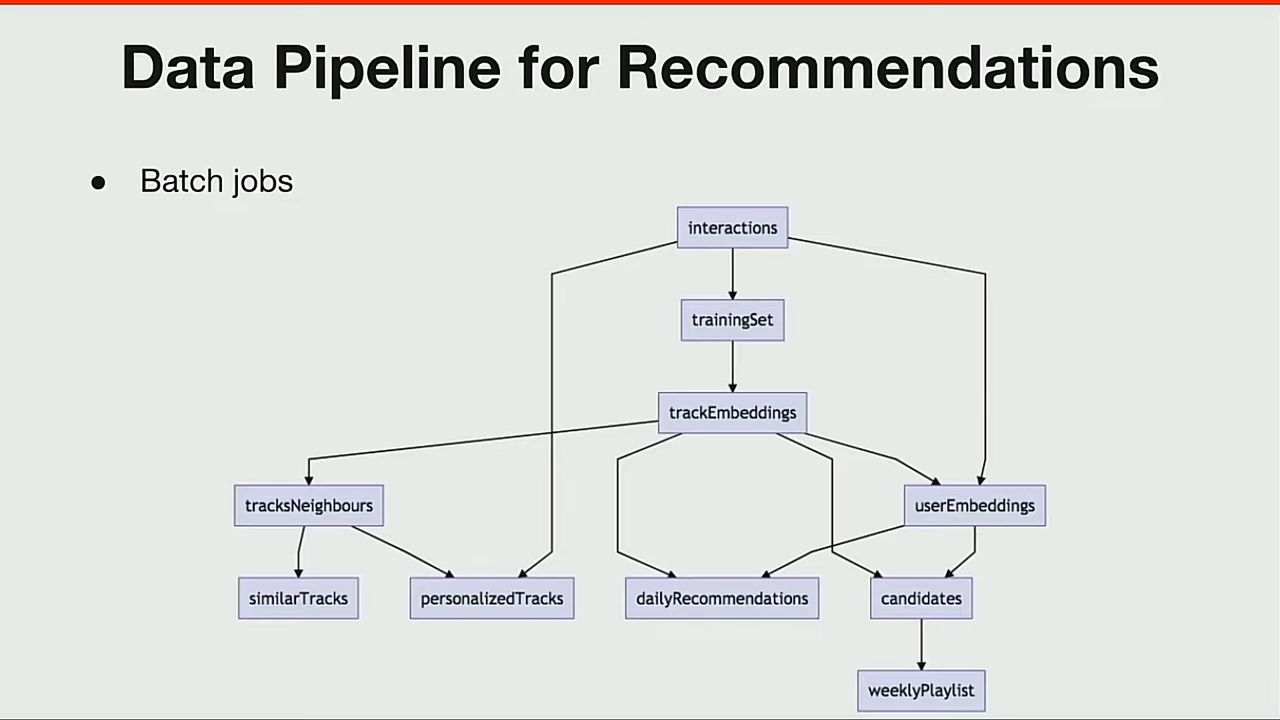 Data Pipeline for Recommendations
● Batch jobs
interactions
trainingSet
trackEmbeddings
tracksNeighbours
userEmbeddings
similarTracks
personalizedTracks
dailyRecommendations
candidates
weeklyPlaylist